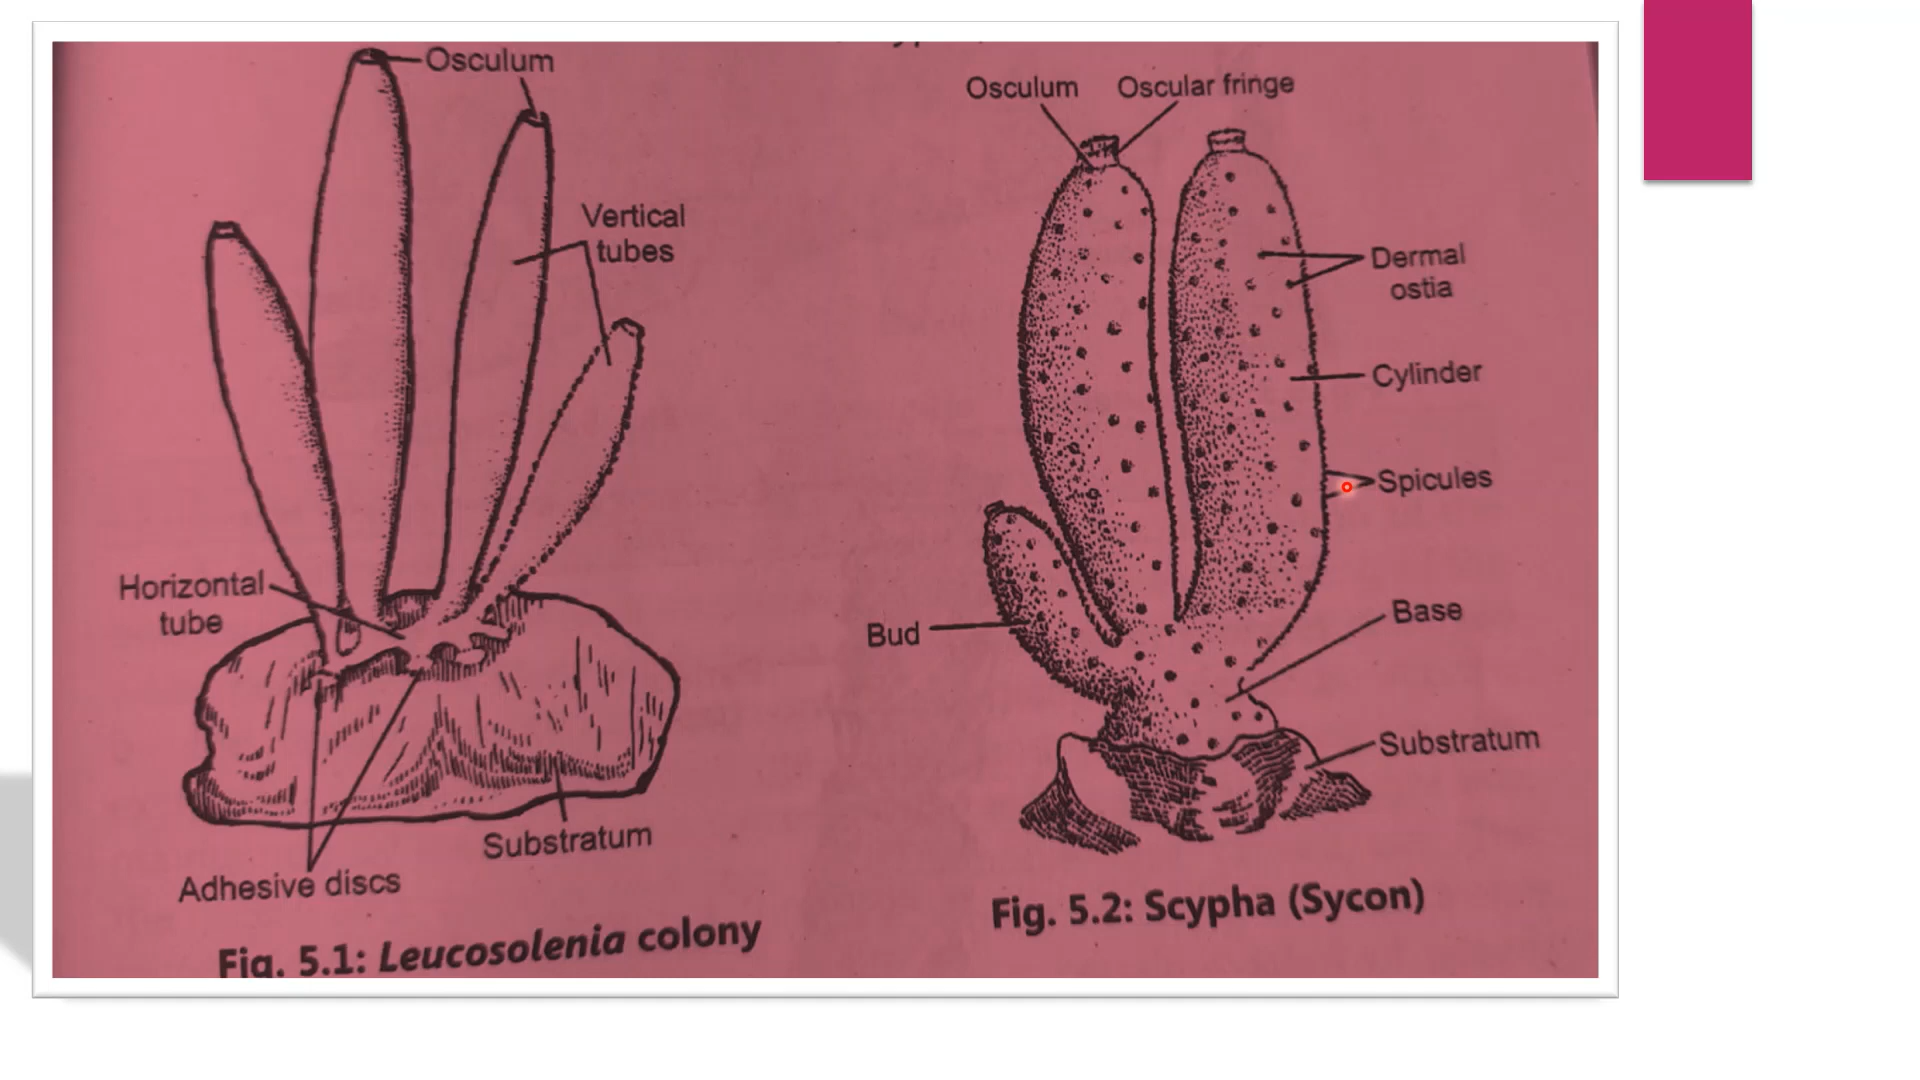 Osculum
Vertical
tubes
Horizontal
tube
Substratum
Adhesive discs
Fig. 5.1: Leucosolenia colony
Osculum
Oscular fringe
Dermal
ostia
Cylinder
Spicules
Base
Bud
Substratum
Fig. 5.2: Scypha (Sycon)